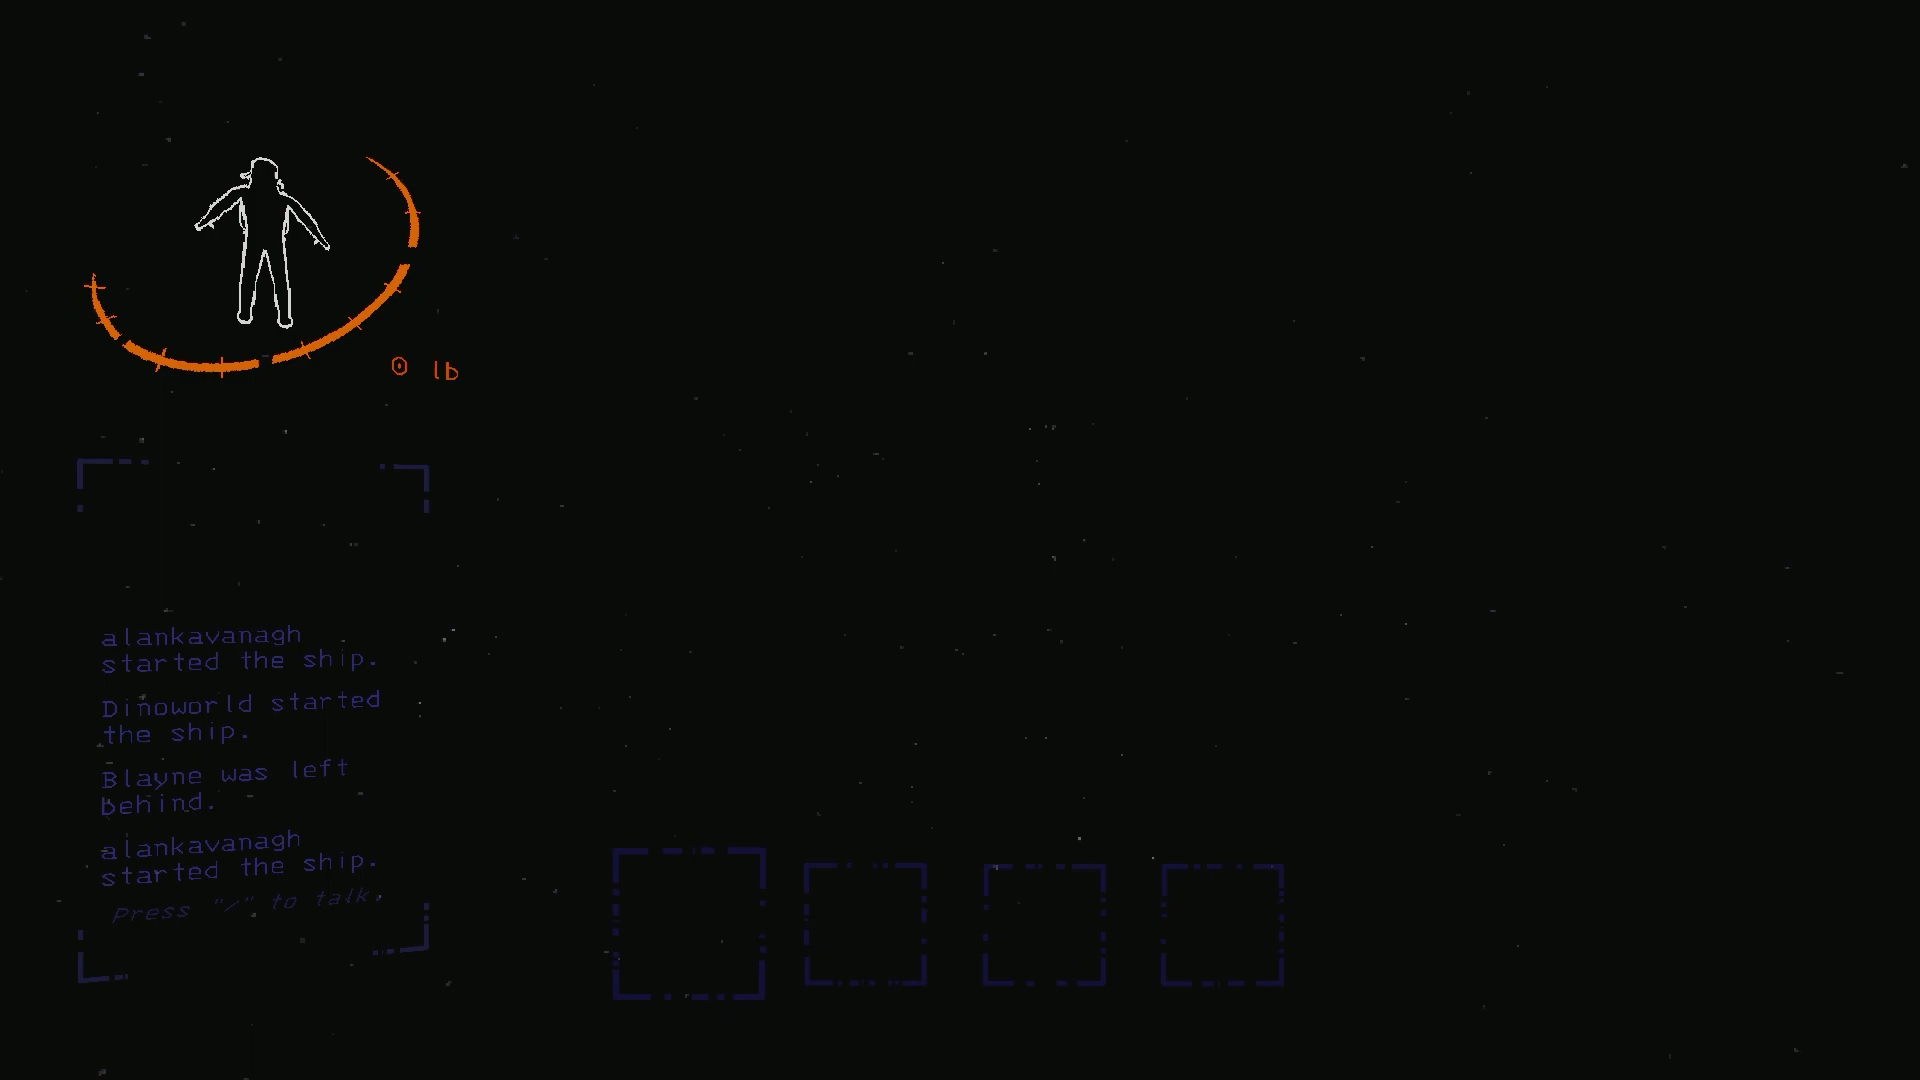 0 lb
alankavanagh
started the ship.
Dinoworld started
the ship.
Blayne was left
behind.
alankavanagh
started the ship.
Press "/" to talk.